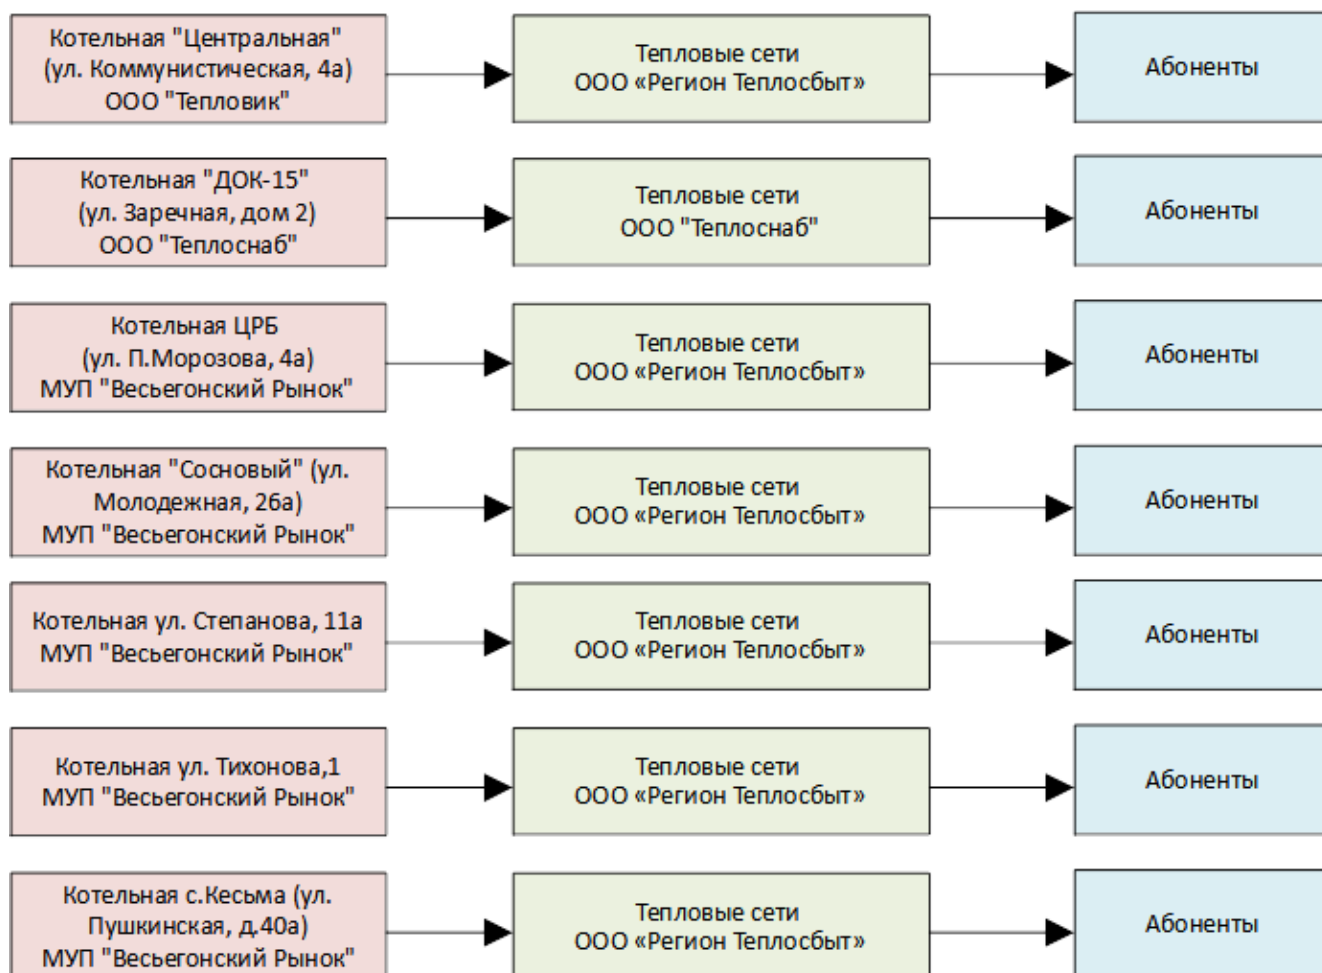 Котельная "Центральная"
(ул. Коммунистическая, 4а)
ООО "Тепловик"
Тепловые сети
ООО «Регион Теплосбыт»
Абоненты
Котельная "ДОК-15"
(ул. Заречная, дом 2)
ООО "Теплоснаб"
Тепловые сети
ООО "Теплоснаб"
Абоненты
Котельная ЦРБ
(ул. П.Морозова, 4а)
МУП "Весьегонский Рынок"
Тепловые сети
ООО «Регион Теплосбыт»
Абоненты
Котельная "Сосновый" (ул.
Молодежная, 26а)
МУП "Весьегонский Рынок"
Тепловые сети
ООО «Регион Теплосбыт»
Абоненты
Котельная ул. Степанова, 11а
МУП "Весьегонский Рынок"
Тепловые сети
ООО «Регион Теплосбыт»
Абоненты
Котельная ул. Тихонова,1
МУП "Весьегонский Рынок"
Тепловые сети
ООО «Регион Теплосбыт»
Абоненты
Котельная с.Кесьма (ул.
Пушкинская, д.40а)
МУП "Весьегонский Рынок"
Тепловые сети
ООО «Регион Теплосбыт»
Абоненты